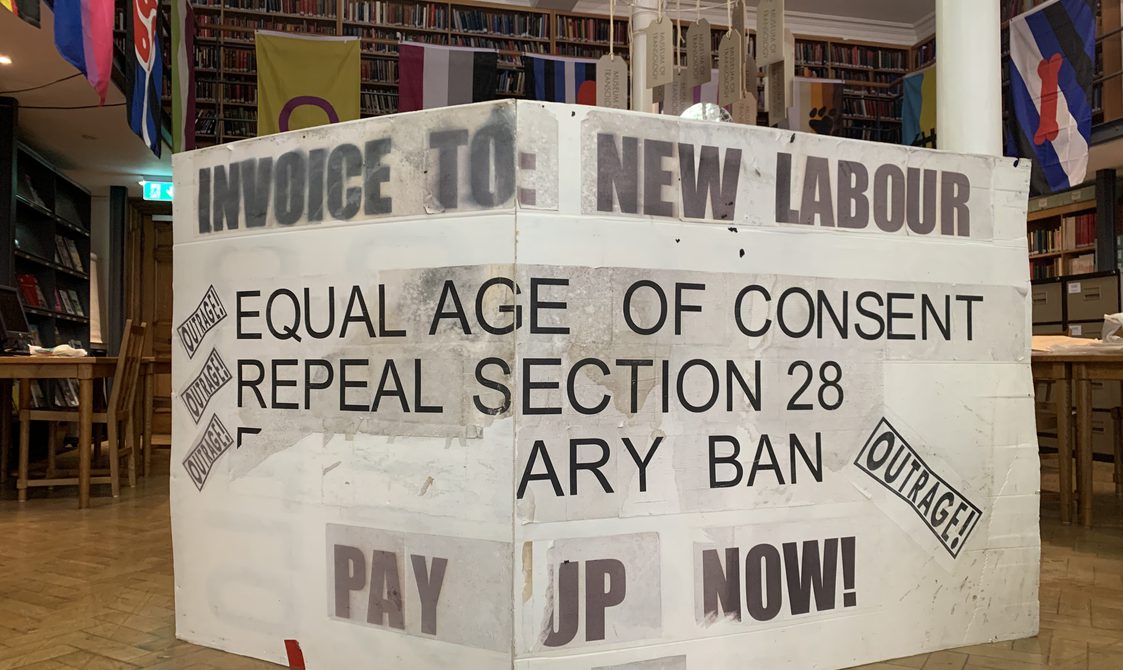 INVOICE TO: NEW LABOUR
OUTRAGE! EQUAL AGE OF CONSENT
OUTRAGE! REPEAL SECTION 28
OUTRAGE! ARY BAN OUTRAGE!
PAY UP NOW!